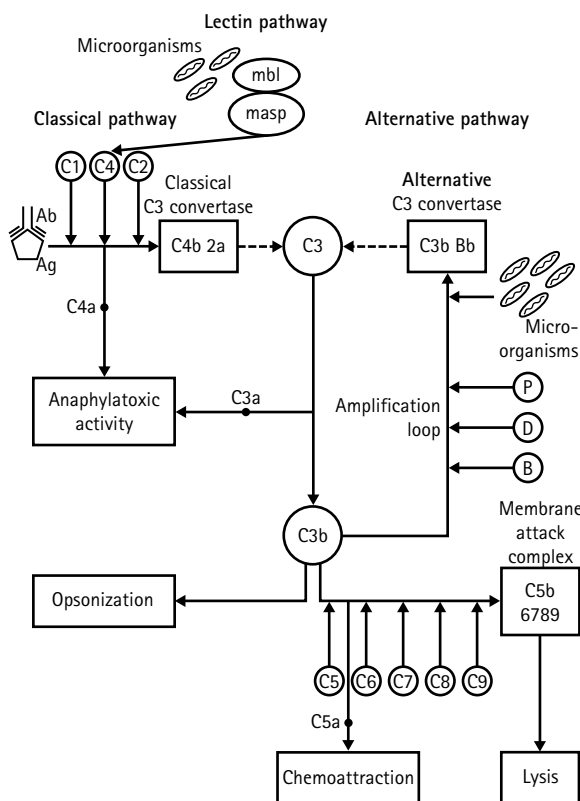 Lectin pathway
Microorganisms
mbl
masp
Classical pathway
Alternative pathway
C1
C4
C2
Classical
C3 convertase
Alternative
C3 convertase
Ab
C4b 2a
C3
C3b Bb
Ag
C4a
Micro-
organisms
Anaphylatoxic
activity
C3a
Amplification
loop
P
D
B
C3b
Membrane
attack
complex
Opsonization
C5b
6789
C5
C6
C7
C8
C9
C5a
Chemoattraction
Lysis